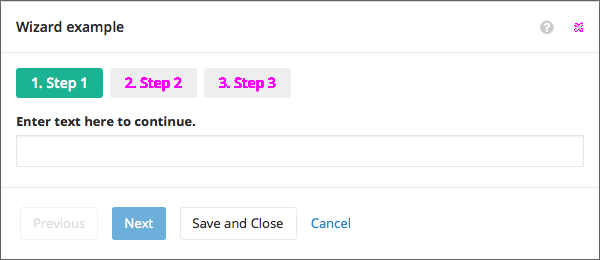 Wizard example ?
1. Step 1 2. Step 2 3. Step 3
Enter text here to continue.
Previous Next Save and Close Cancel